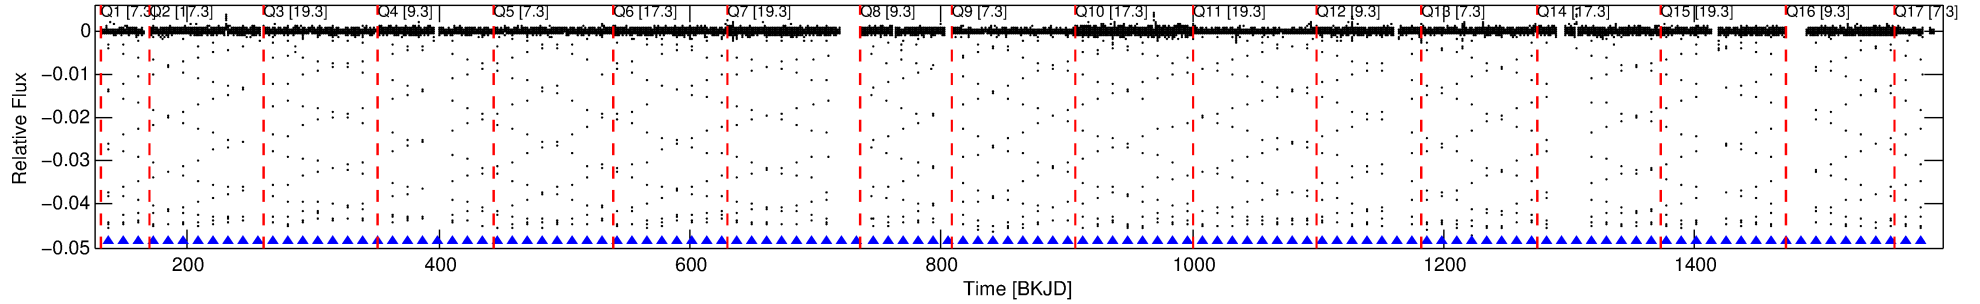 Q1 [7.3] Q2 [17.3] Q3 [19.3] Q4 [9.3] Q5 [7.3] Q6 [17.3] Q7 [19.3] Q8 [9.3] Q9 [7.3] Q10 [17.3] Q11 [19.3] Q12 [9.3] Q13 [7.3] Q14 [17.3] Q15 [19.3] Q16 [9.3] Q17 [7.3]
0
−0.01
−0.02
−0.03
−0.04
−0.05
Relative Flux
200 400 600 800 1000 1200 1400
Time [BKJD]